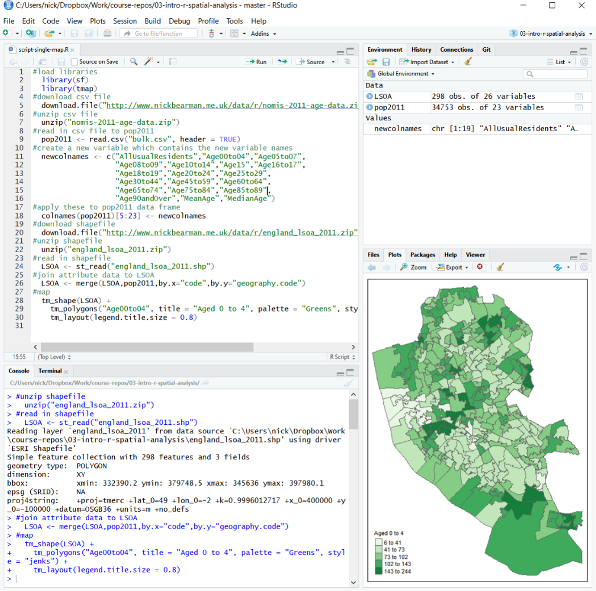 C:/Users/nick/Dropbox/Work/course-repos/03-intro-r-spatial-analysis - master - RStudio
File Edit Code View Plots Session Build Debug Profile Tools Help
Go to file/function
Addins
03-intro-r-spatial-analysis
script-single-map.R
Source on Save
Run
Source
1 #load libraries
2 library(sf)
3 library(tmap)
4 #download csv file
5 download.file("http://www.nickbearman.me.uk/data/r/nomis-2011-age-data.zi
6 #unzip csv file
7 unzip("nomis-2011-age-data.zip")
8 #read in csv file to pop2011
9 pop2011 <- read.csv("bulk.csv", header = TRUE)
10 #create a new variable which contains the new variable names
11 newcolnames <- c("AllUsualResidents","Age00to04","Age05to07",
12 "Age08to09","Age10to14","Age15","Age16to17",
13 "Age18to19","Age20to24","Age25to29",
14 "Age30to44","Age45to59","Age60to64",
15 "Age65to74","Age75to84","Age85to89",
16 "Age90andOver","MeanAge","MedianAge")
17 #apply these to pop2011 data frame
18 colnames(pop2011)[5:23] <- newcolnames
19 #download shapefile
20 download.file("http://www.nickbearman.me.uk/data/r/england_lsoa_2011.zip"
21 #unzip shapefile
22 unzip("england_lsoa_2011.zip")
23 #read in shapefile
24 LSOA <- st_read("england_lsoa_2011.shp")
25 #join attribute data to LSOA
26 LSOA <- merge(LSOA,pop2011,by.x="code",by.y="geography.code")
27 #map
28 tm_shape(LSOA) +
29 tm_polygons("Age00to04", title = "Aged 0 to 4", palette = "Greens", sty
30 tm_layout(legend.title.size = 0.8)
31
15:55 (Top Level) R Script
Console Terminal
C:/Users/nick/Dropbox/Work/course-repos/03-intro-r-spatial-analysis/
> #unzip shapefile
> unzip("england_lsoa_2011.zip")
> #read in shapefile
> LSOA <- st_read("england_lsoa_2011.shp")
Reading layer `england_lsoa_2011' from data source `C:\Users\nick\Dropbox\Work
\course-repos\03-intro-r-spatial-analysis\england_lsoa_2011.shp' using driver
`ESRI Shapefile'
Simple feature collection with 298 features and 3 fields
geometry type: POLYGON
dimension: XY
bbox: xmin: 332390.2 ymin: 379748.5 xmax: 345636 ymax: 397980.1
epsg (SRID): NA
proj4string: +proj=tmerc +lat_0=49 +lon_0=-2 +k=0.9996012717 +x_0=400000 +y
_0=-100000 +datum=OSGB36 +units=m +no_defs
> #join attribute data to LSOA
> LSOA <- merge(LSOA,pop2011,by.x="code",by.y="geography.code")
> #map
> tm_shape(LSOA) +
+ tm_polygons("Age00to04", title = "Aged 0 to 4", palette = "Greens", styl
e = "jenks") +
+ tm_layout(legend.title.size = 0.8)
>
Environment History Connections Git
Import Dataset
List
Global Environment
Data
LSOA 298 obs. of 26 variables
pop2011 34753 obs. of 23 variables
Values
newcolnames chr [1:19] "AllUsualResidents" "A.
Files Plots Packages Help Viewer
Zoom Export
Aged 0 to 4
6 to 41
41 to 73
73 to 102
102 to 143
143 to 244